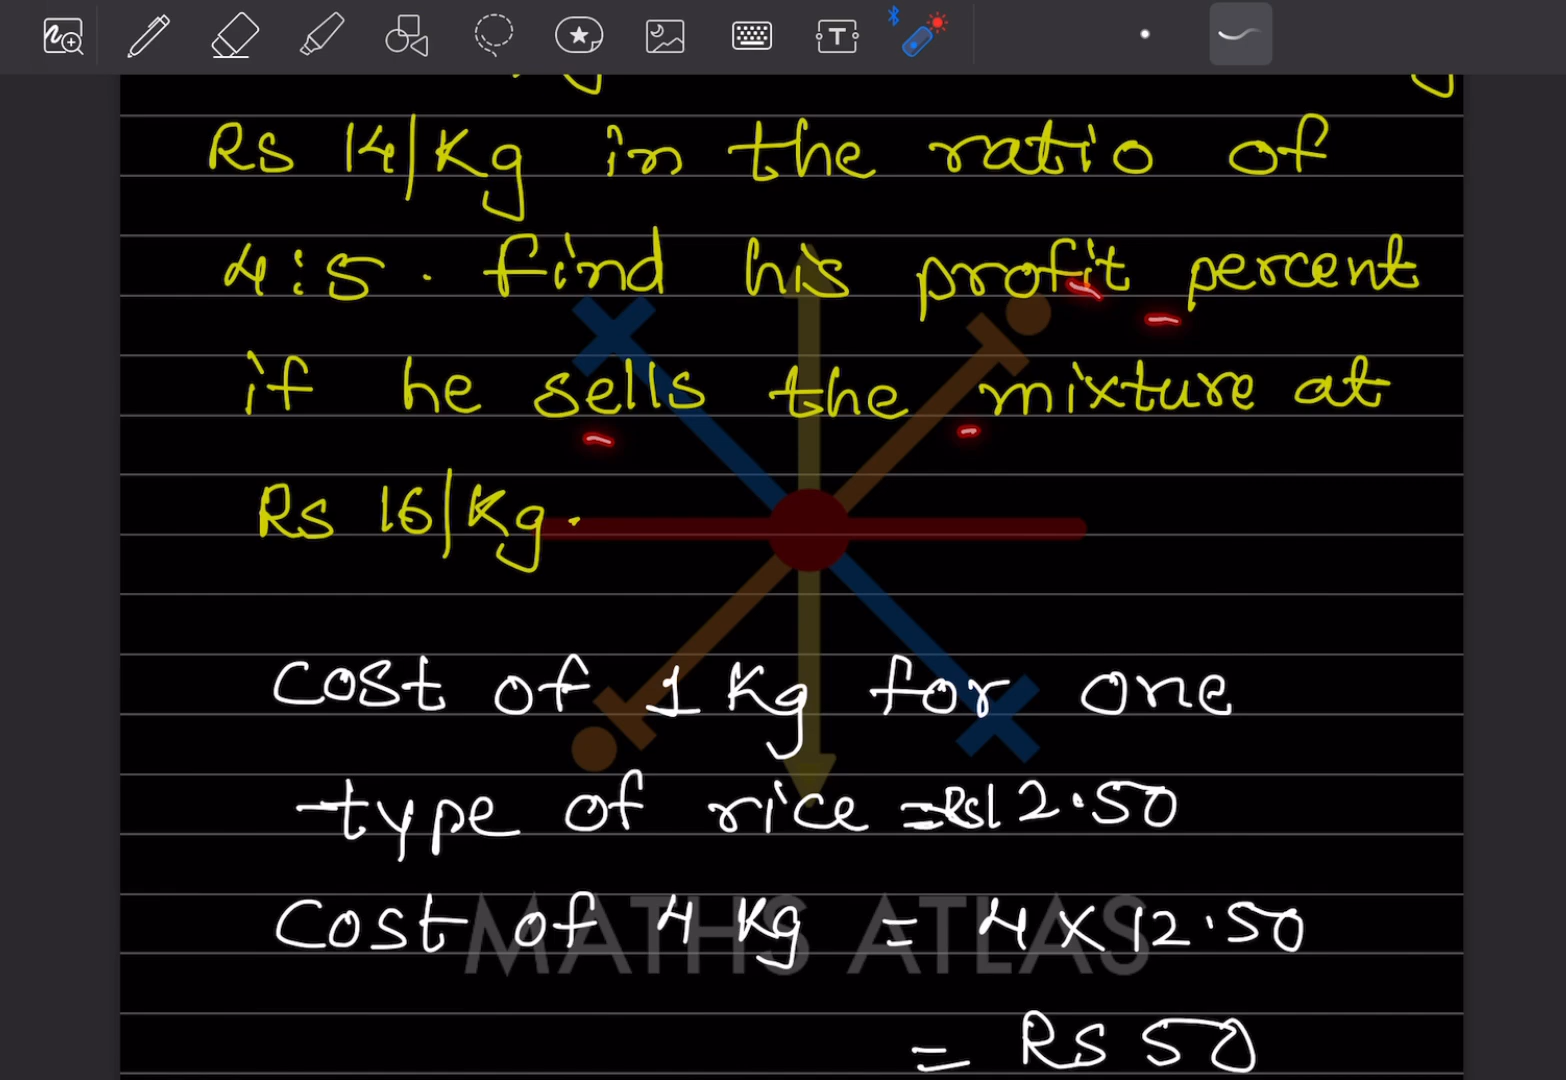 Rs 14/Kg in the ratio of
4:5. find his profit percent
if he sells the mixture at
Rs 16/Kg.
Cost of 1 Kg for one
type of rice = Rs 12.50
Cost of 4 Kg = 4 × 12.50
= Rs 50
MATHS ATLAS